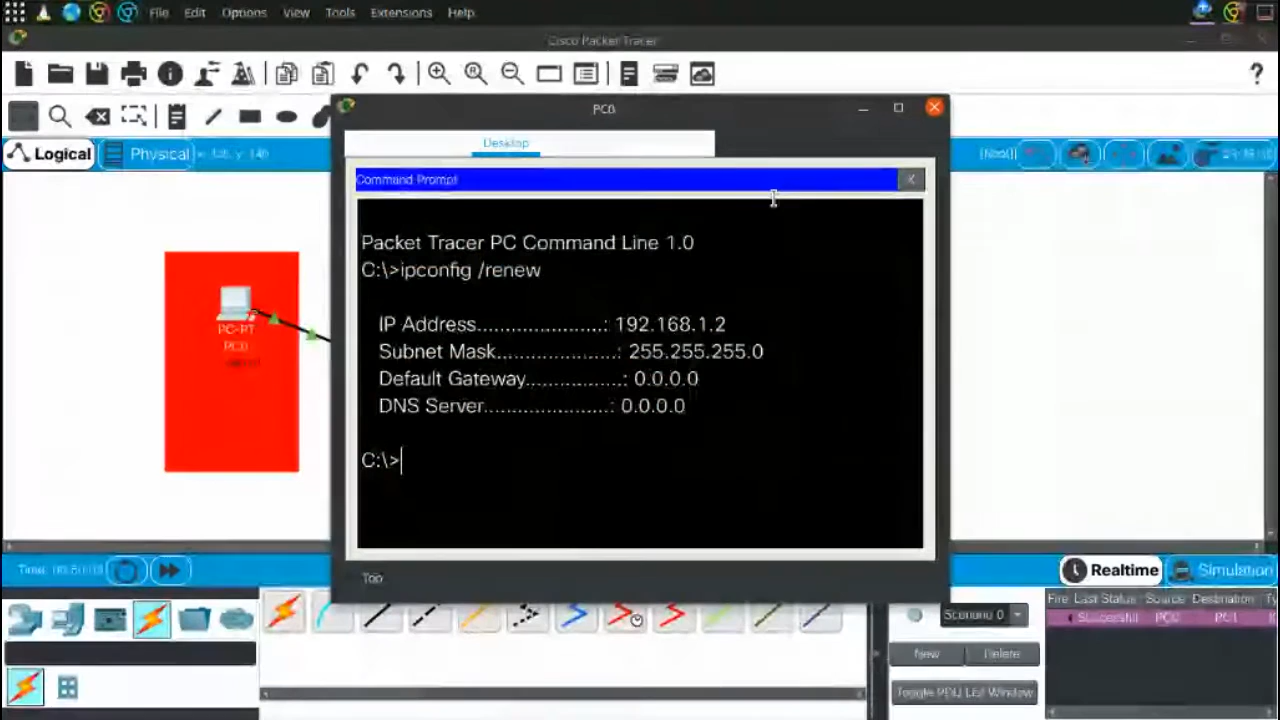 File Edit Options View Tools Extensions Help
Cisco Packet Tracer
?
PC0
Desktop
Logical
Physical
Command Prompt
X
Packet Tracer PC Command Line 1.0
C:\>ipconfig /renew
IP Address......................: 192.168.1.2
Subnet Mask.....................: 255.255.255.0
Default Gateway.................: 0.0.0.0
DNS Server......................: 0.0.0.0
C:\>
PC-PT
PC0
Top
Realtime
Simulation
Fire Last Status Source Destination
Successful PC0 PC1
Scenario 0
New Delete
Toggle PDU List Window